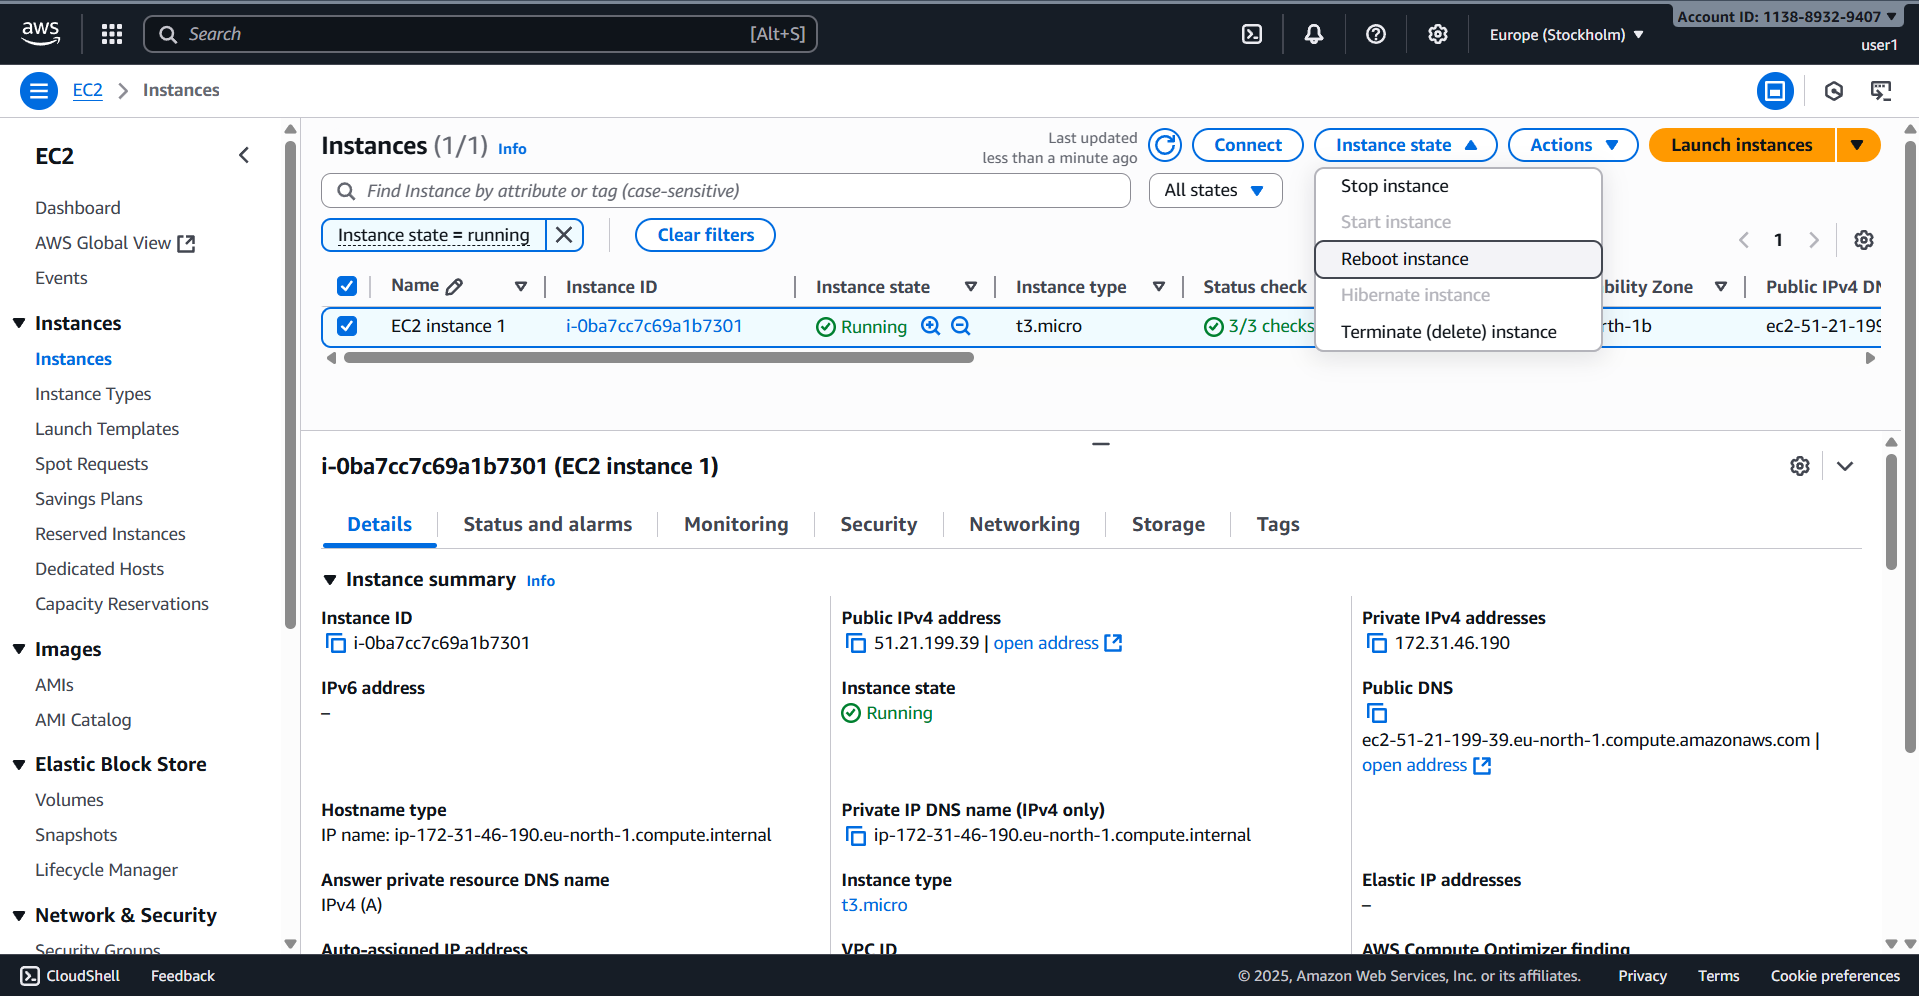 aws
Search [Alt+S]
Europe (Stockholm)
Account ID: 1138-8932-9407
user1
EC2 Instances
EC2
Dashboard
AWS Global View
Events
Instances
Instances
Instance Types
Launch Templates
Spot Requests
Savings Plans
Reserved Instances
Dedicated Hosts
Capacity Reservations
Images
AMIs
AMI Catalog
Elastic Block Store
Volumes
Snapshots
Lifecycle Manager
Network & Security
Security Groups
Instances (1/1) Info
Last updated
less than a minute ago
Connect
Instance state
Actions
Launch instances
Find Instance by attribute or tag (case-sensitive)
All states
Stop instance
Start instance
Reboot instance
Hibernate instance
Terminate (delete) instance
Instance state = running
Clear filters
1
Name Instance ID Instance state Instance type Status check bility Zone Public IPv4 DN
EC2 instance 1 i-0ba7cc7c69a1b7301 Running t3.micro 3/3 checks rth-1b ec2-51-21-199
i-0ba7cc7c69a1b7301 (EC2 instance 1)
Details Status and alarms Monitoring Security Networking Storage Tags
Instance summary Info
Instance ID
i-0ba7cc7c69a1b7301
Public IPv4 address
51.21.199.39 | open address
Private IPv4 addresses
172.31.46.190
IPv6 address
–
Instance state
Running
Public DNS
ec2-51-21-199-39.eu-north-1.compute.amazonaws.com |
open address
Hostname type
IP name: ip-172-31-46-190.eu-north-1.compute.internal
Private IP DNS name (IPv4 only)
ip-172-31-46-190.eu-north-1.compute.internal
Answer private resource DNS name
IPv4 (A)
Instance type
t3.micro
Elastic IP addresses
–
Auto-assigned IP address
VPC ID
AWS Compute Optimizer finding
CloudShell Feedback
© 2025, Amazon Web Services, Inc. or its affiliates. Privacy Terms Cookie preferences